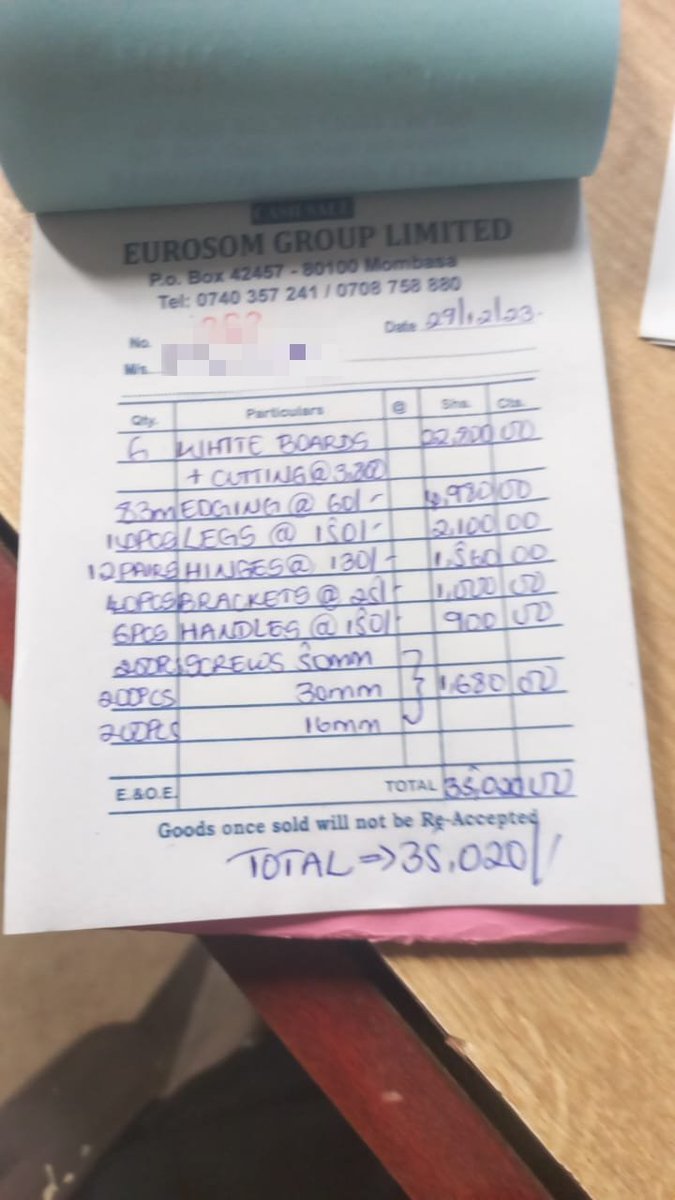 CASH SALE
EUROSOM GROUP LIMITED
P.o. Box 42457 - 80100 Mombasa
Tel: 0740 357 241 / 0708 758 880
No.
Date 29/12/23
M/s.
Qty. Particulars @ Shs. Cts.
6 WHITE BOARDS 22,800 00
+ CUTTING @ 3,800
83m EDGING @ 60/- 4,980 00
14PCS LEGS @ 150/- 2,100 00
12 PAIRS HINGES @ 130/- 1,560 00
40PCS BRACKETS @ 25/- 1,000 00
6PCS HANDLES @ 150/- 900 00
SCREWS 50mm
200PCS 30mm 1,680 00
200PCS 16mm
E.&O.E. TOTAL 35,020 00
Goods once sold will not be Re-Accepted
TOTAL => 35,020/